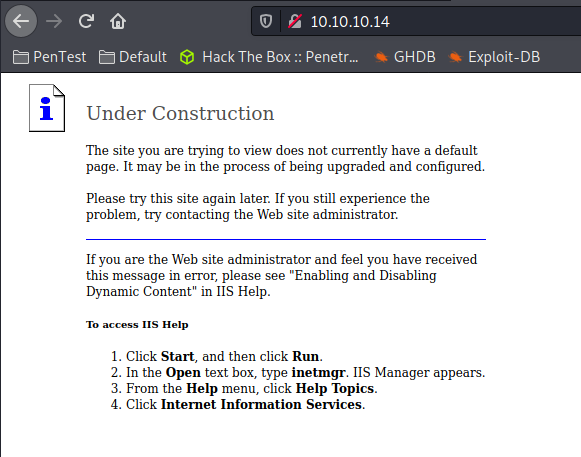 10.10.10.14
PenTest Default Hack The Box :: Penetr... GHDB Exploit-DB
Under Construction
The site you are trying to view does not currently have a default
page. It may be in the process of being upgraded and configured.
Please try this site again later. If you still experience the
problem, try contacting the Web site administrator.
If you are the Web site administrator and feel you have received
this message in error, please see "Enabling and Disabling
Dynamic Content" in IIS Help.
To access IIS Help
1. Click Start, and then click Run.
2. In the Open text box, type inetmgr. IIS Manager appears.
3. From the Help menu, click Help Topics.
4. Click Internet Information Services.